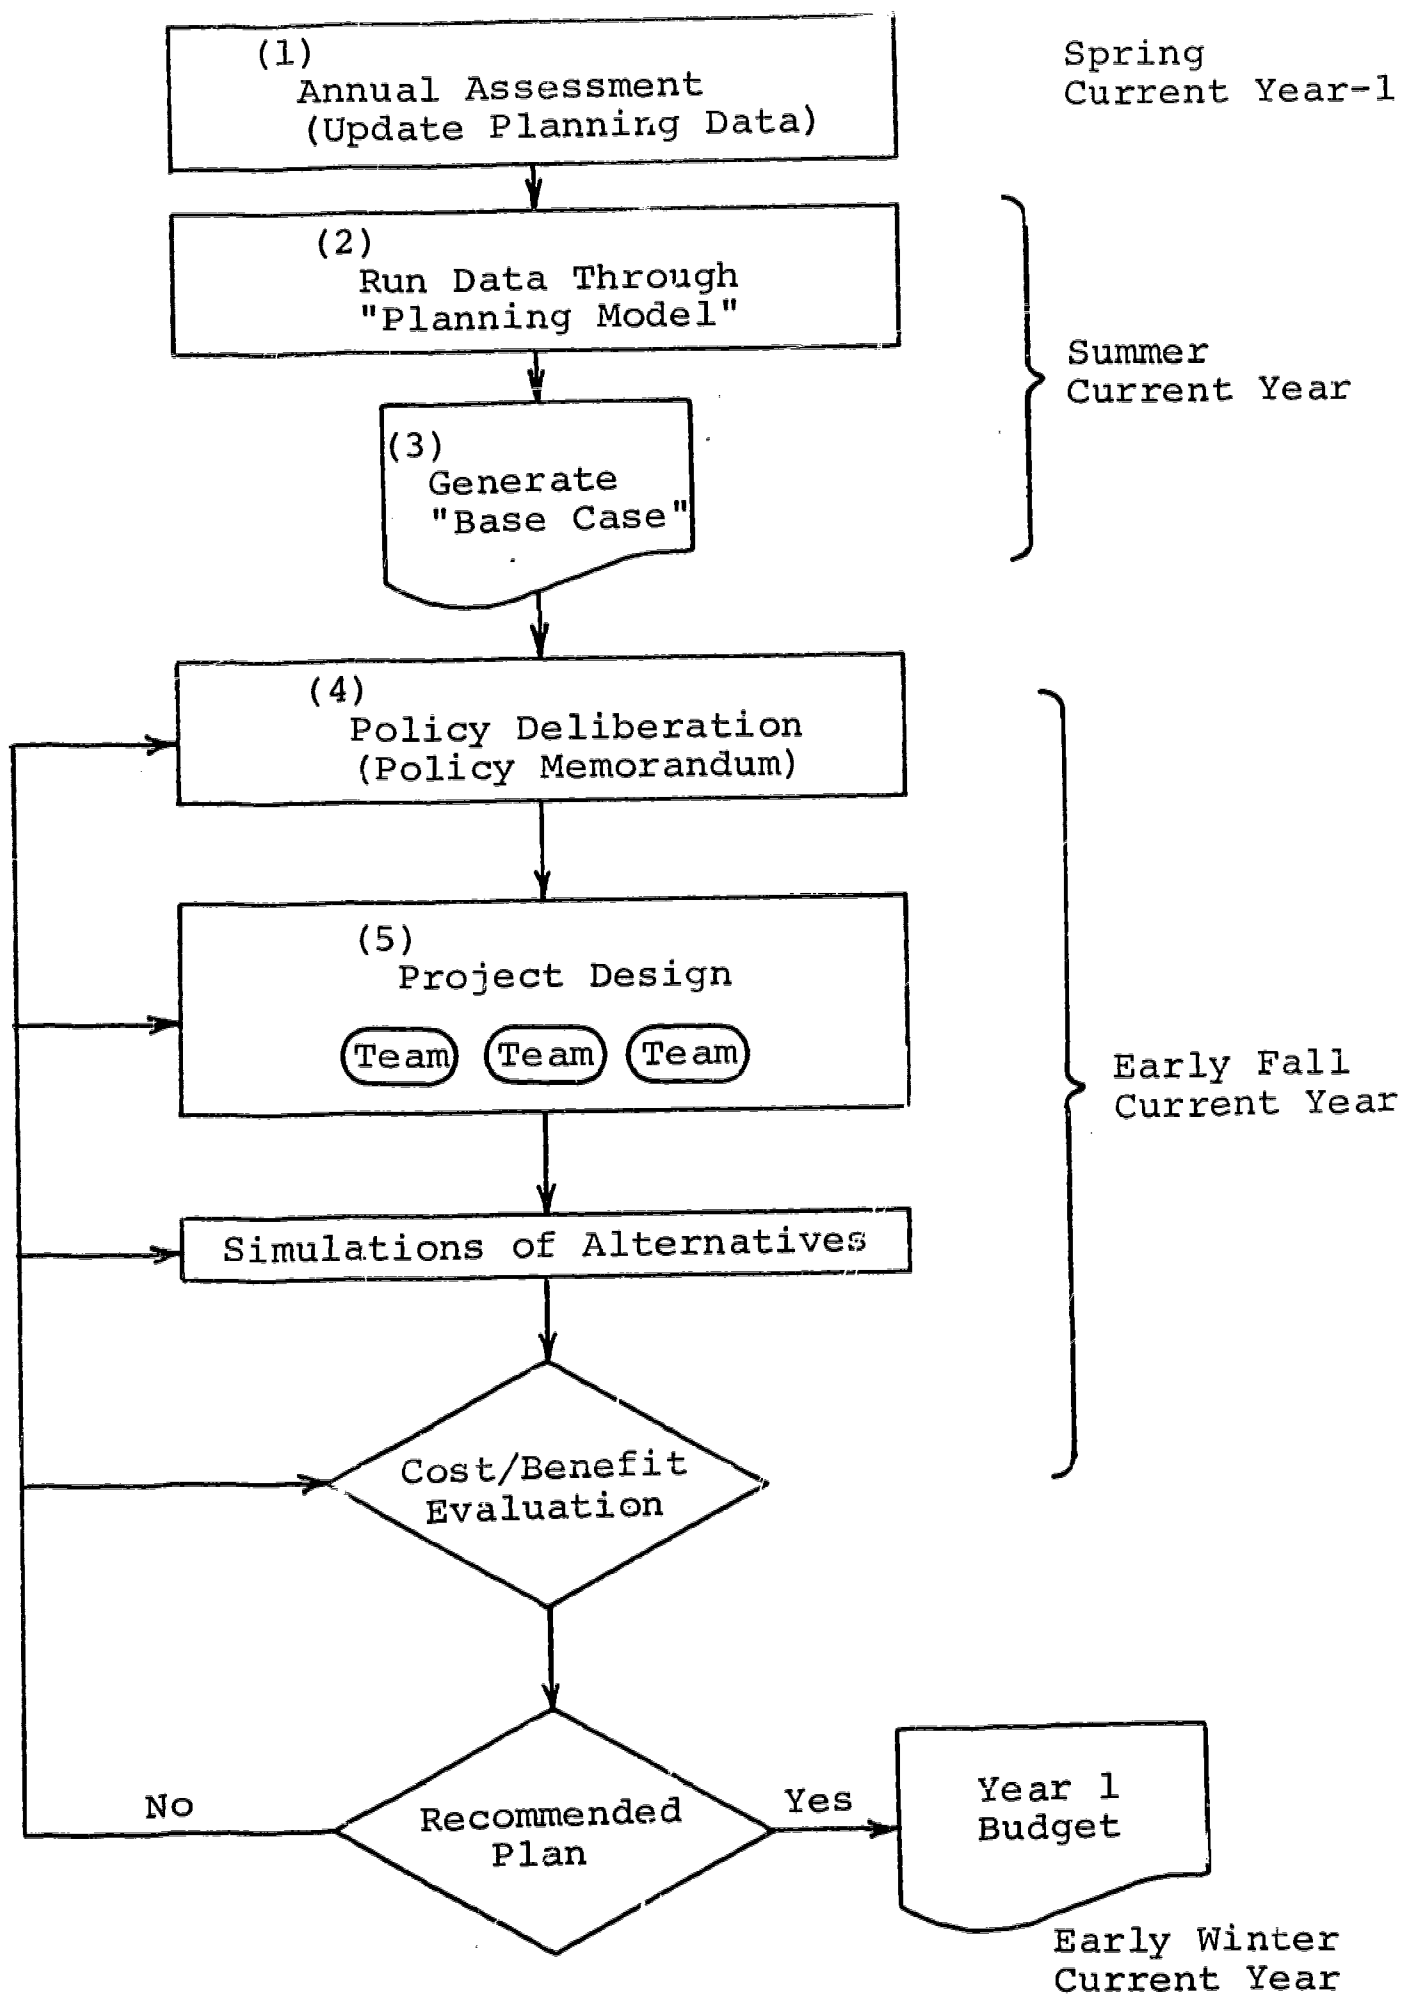 (1)
Annual Assessment
(Update Planning Data)
Spring
Current Year-1
(2)
Run Data Through
"Planning Model"
Summer
Current Year
(3)
Generate
"Base Case"
(4)
Policy Deliberation
(Policy Memorandum)
(5)
Project Design
Team Team Team
Early Fall
Current Year
Simulations of Alternatives
Cost/Benefit
Evaluation
No
Recommended
Plan
Yes
Year 1
Budget
Early Winter
Current Year